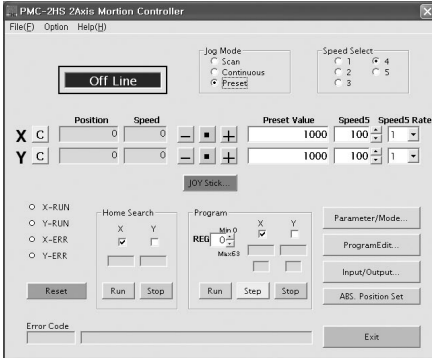 PMC-2HS 2Axis Mortion Controller
File(F) Option Help(H)
Off Line
Jog Mode
Scan
Continuous
Preset
Speed Select
1 4
2 5
3
Position Speed Preset Value Speed5 Speed5 Rate
X C 0 0 1000 100 1
Y C 0 0 1000 100 1
JOY Stick...
X-RUN
Y-RUN
X-ERR
Y-ERR
Reset
Home Search
X Y
Run Stop
Program
REG Min 0 X Y
0
Max63
Run Step Stop
Parameter/Mode...
ProgramEdit...
Input/Output...
ABS. Position Set
Error Code
Exit